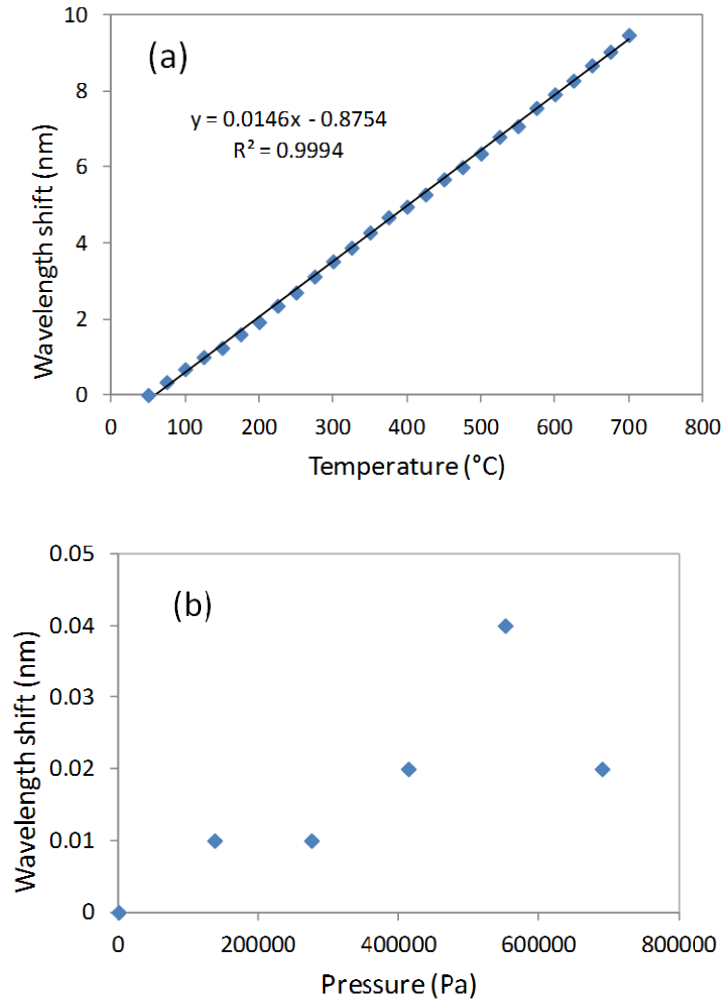 (a)
y = 0.0146x - 0.8754
R² = 0.9994
Wavelength shift (nm)
10
8
6
4
2
0
0 100 200 300 400 500 600 700 800
Temperature (°C)
(b)
Wavelength shift (nm)
0.05
0.04
0.03
0.02
0.01
0
0 200000 400000 600000 800000
Pressure (Pa)